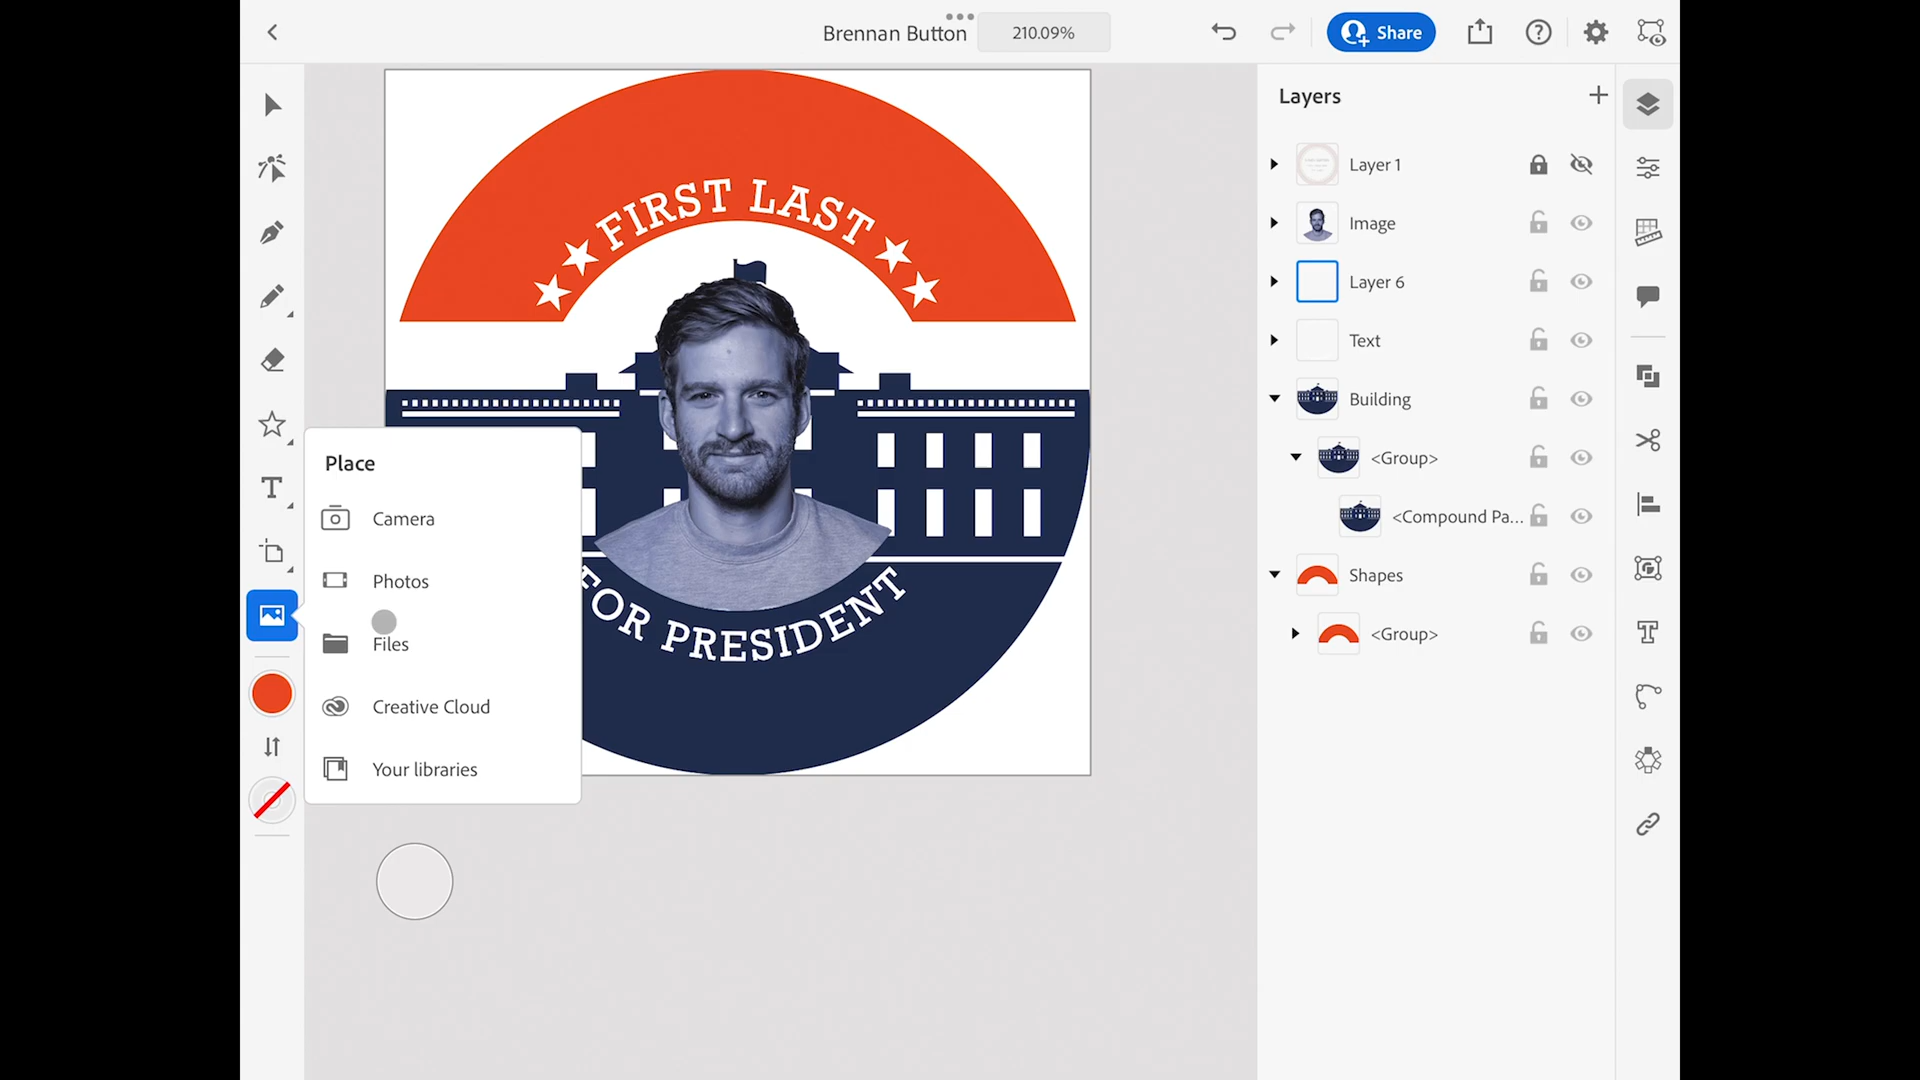 Brennan Button
210.09%
Share
Layers
Layer 1
Image
Layer 6
Text
Building
<Group>
<Compound Pa...
Shapes
<Group>
FIRST LAST
FOR PRESIDENT
Place
Camera
Photos
Files
Creative Cloud
Your libraries